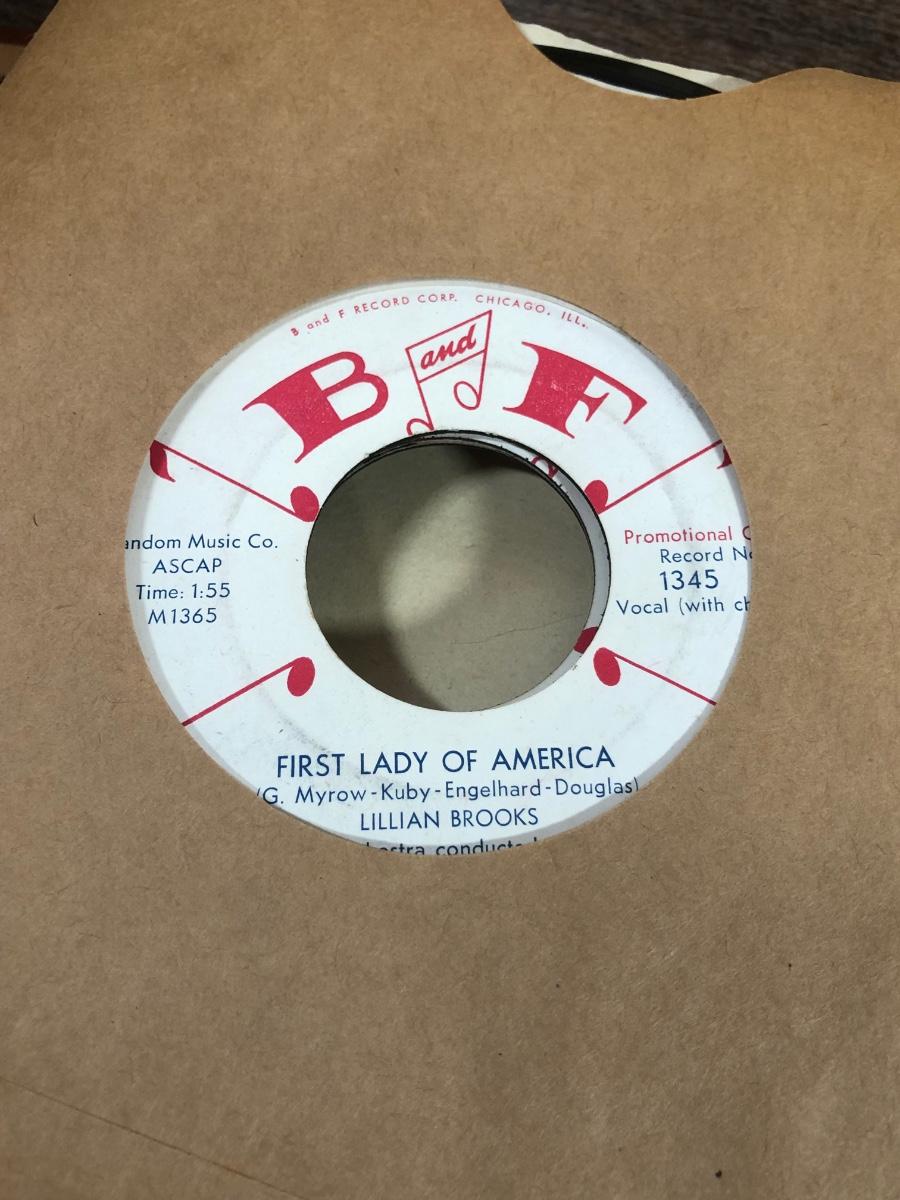 B and F RECORD CORP. CHICAGO, ILL.
B and F
andom Music Co.
ASCAP
Time: 1:55
M1365
Promotional
Record
1345
Vocal (with
FIRST LADY OF AMERICA
(G. Myrow-Kuby-Engelhard-Douglas)
LILLIAN BROOKS